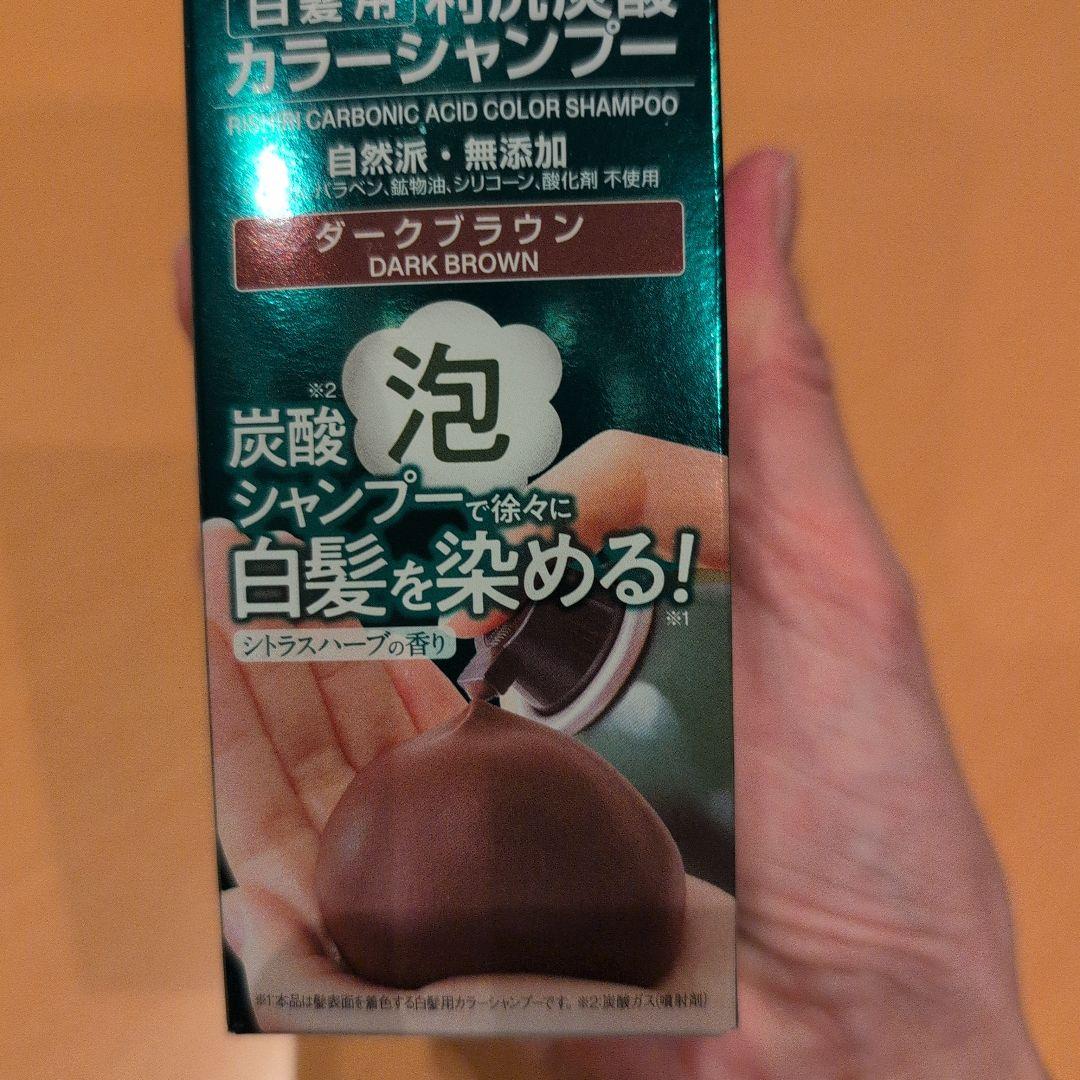 白髪用 利尻炭酸
カラーシャンプー
RISHIRI CARBONIC ACID COLOR SHAMPOO
自然派・無添加
パラベン、鉱物油、シリコーン、酸化剤 不使用
ダークブラウン
DARK BROWN
※2
炭酸泡
シャンプーで徐々に
白髪を染める!
※1
シトラスハーブの香り
※1:本品は髪表面を着色する白髪用カラーシャンプーです。※2:炭酸ガス(噴射剤)